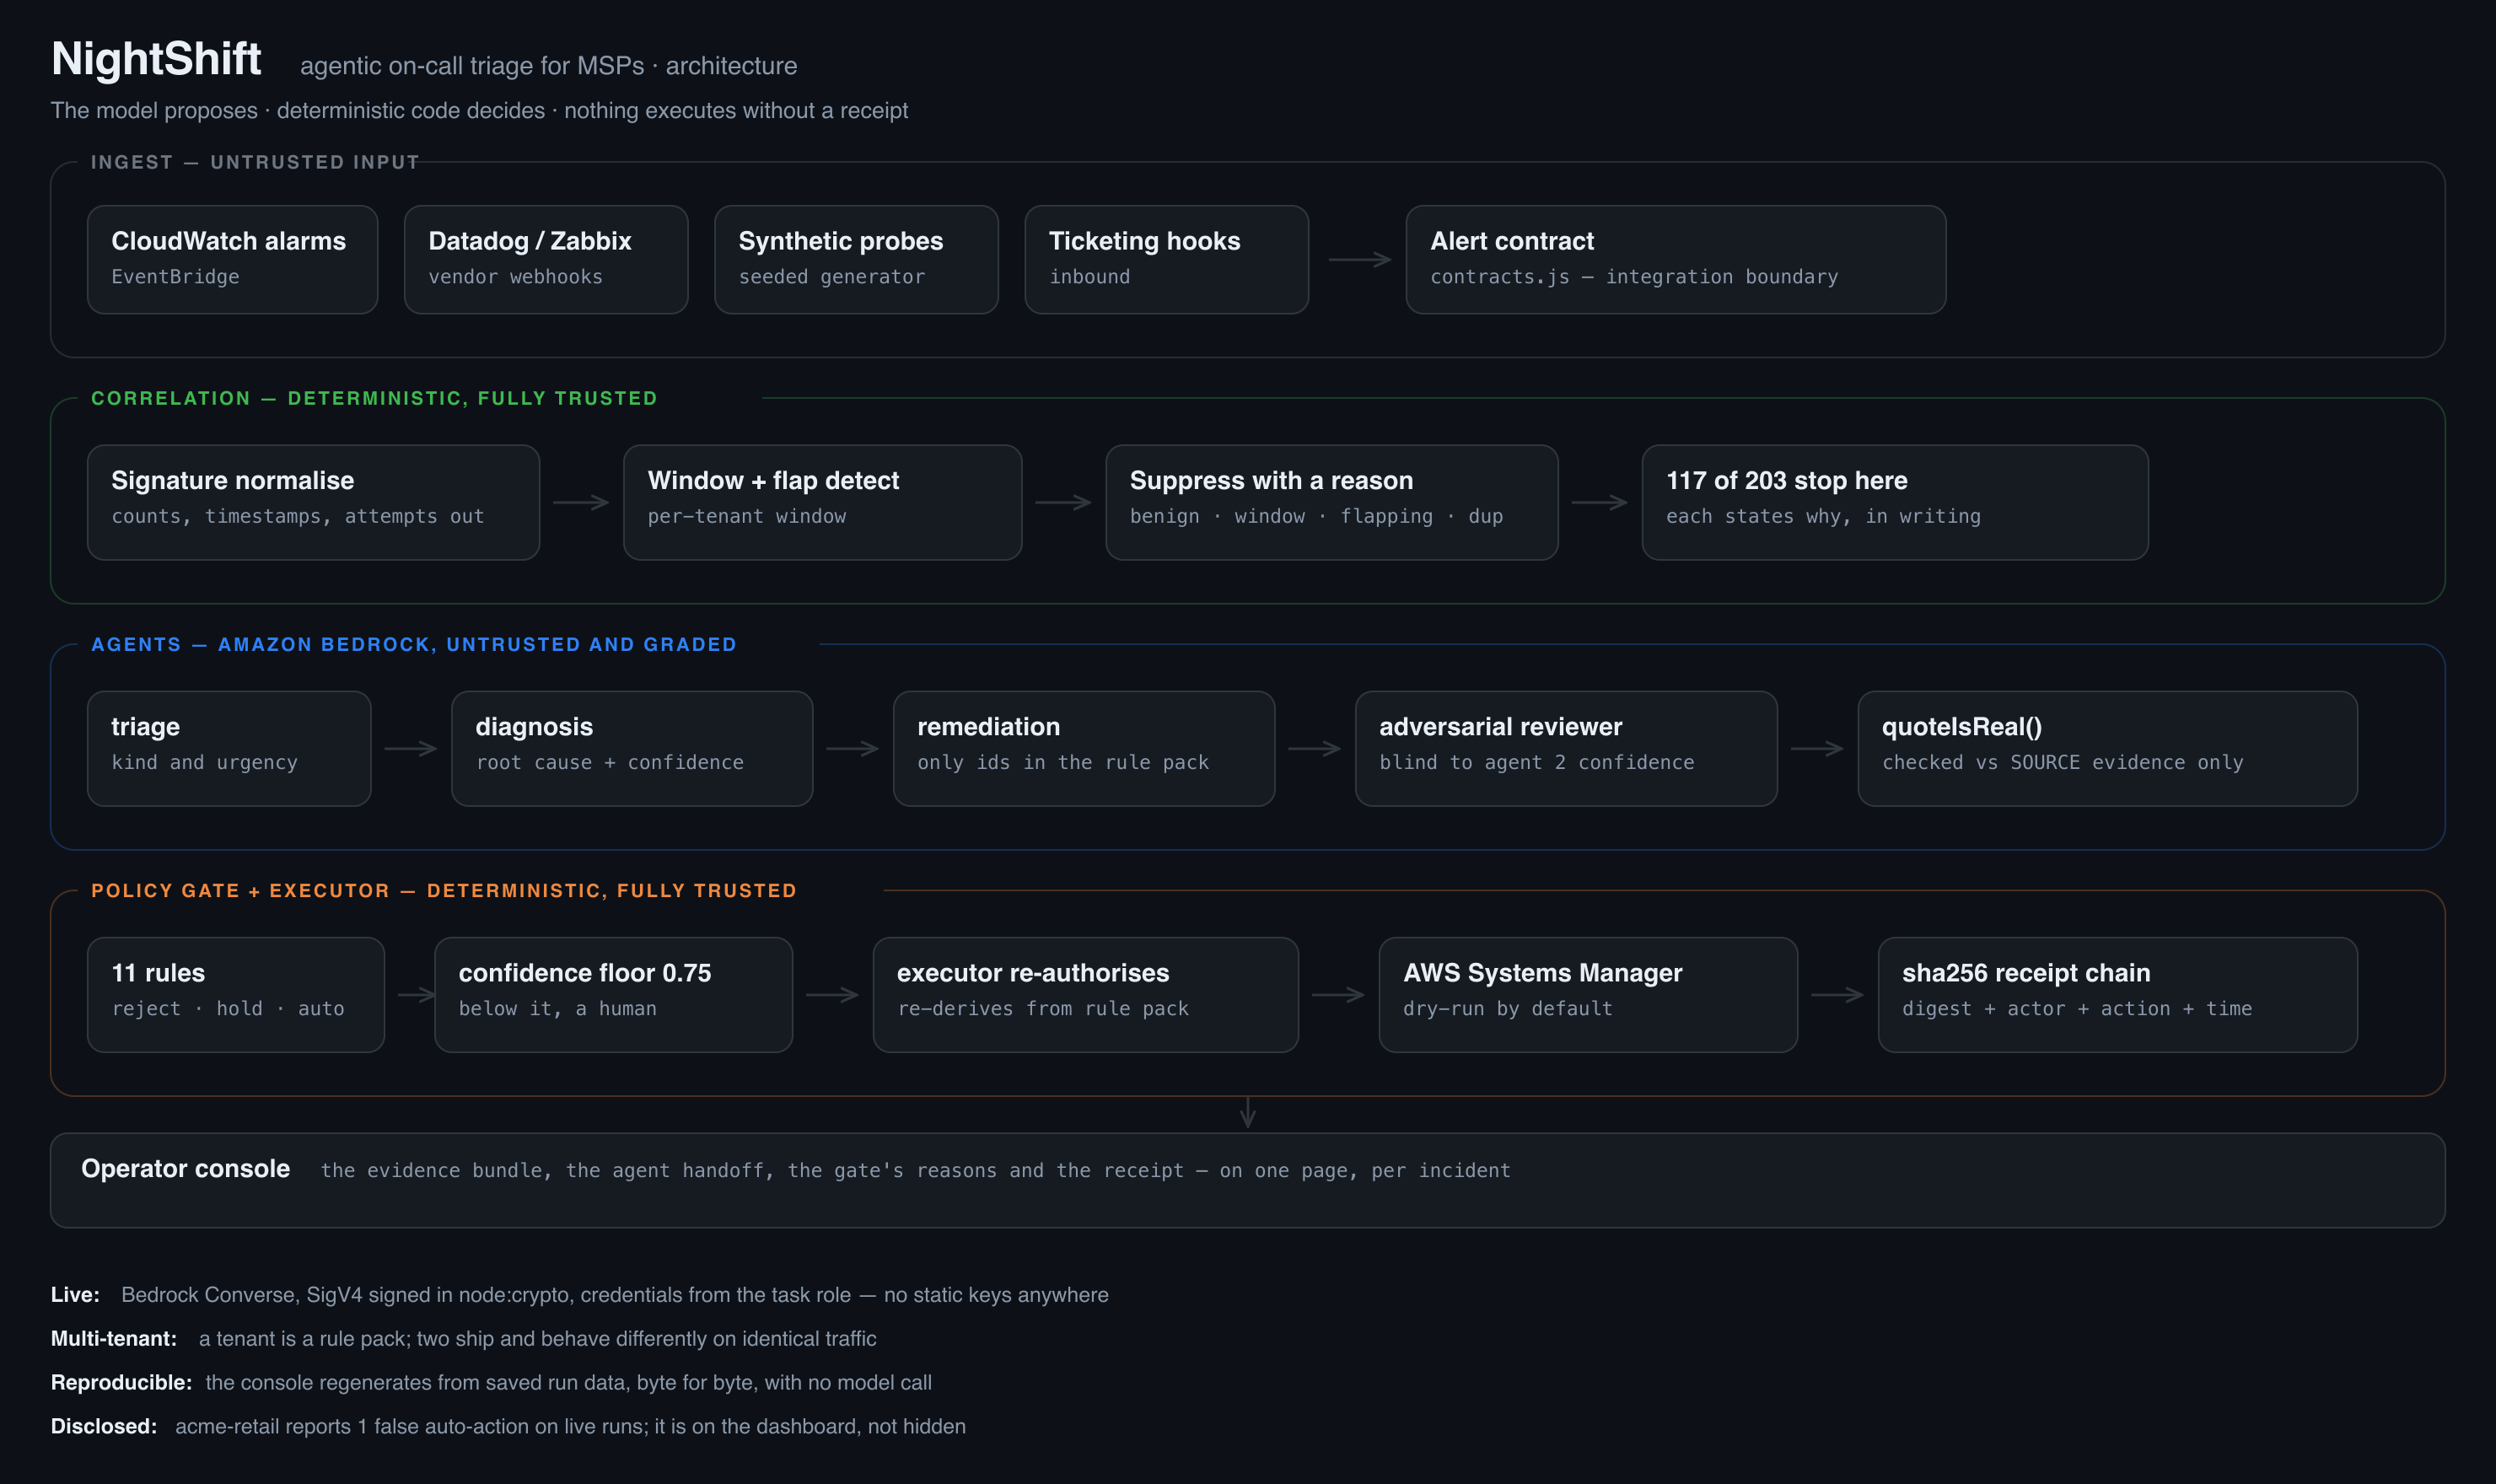 NightShift agentic on-call triage for MSPs · architecture
The model proposes · deterministic code decides · nothing executes without a receipt
INGEST — UNTRUSTED INPUT
CloudWatch alarms
EventBridge
Datadog / Zabbix
vendor webhooks
Synthetic probes
seeded generator
Ticketing hooks
inbound
Alert contract
contracts.js — integration boundary
CORRELATION — DETERMINISTIC, FULLY TRUSTED
Signature normalise
counts, timestamps, attempts out
Window + flap detect
per-tenant window
Suppress with a reason
benign · window · flapping · dup
117 of 203 stop here
each states why, in writing
AGENTS — AMAZON BEDROCK, UNTRUSTED AND GRADED
triage
kind and urgency
diagnosis
root cause + confidence
remediation
only ids in the rule pack
adversarial reviewer
blind to agent 2 confidence
quoteIsReal()
checked vs SOURCE evidence only
POLICY GATE + EXECUTOR — DETERMINISTIC, FULLY TRUSTED
11 rules
reject · hold · auto
confidence floor 0.75
below it, a human
executor re-authorises
re-derives from rule pack
AWS Systems Manager
dry-run by default
sha256 receipt chain
digest + actor + action + time
Operator console the evidence bundle, the agent handoff, the gate's reasons and the receipt — on one page, per incident
Live: Bedrock Converse, SigV4 signed in node:crypto, credentials from the task role — no static keys anywhere
Multi-tenant: a tenant is a rule pack; two ship and behave differently on identical traffic
Reproducible: the console regenerates from saved run data, byte for byte, with no model call
Disclosed: acme-retail reports 1 false auto-action on live runs; it is on the dashboard, not hidden